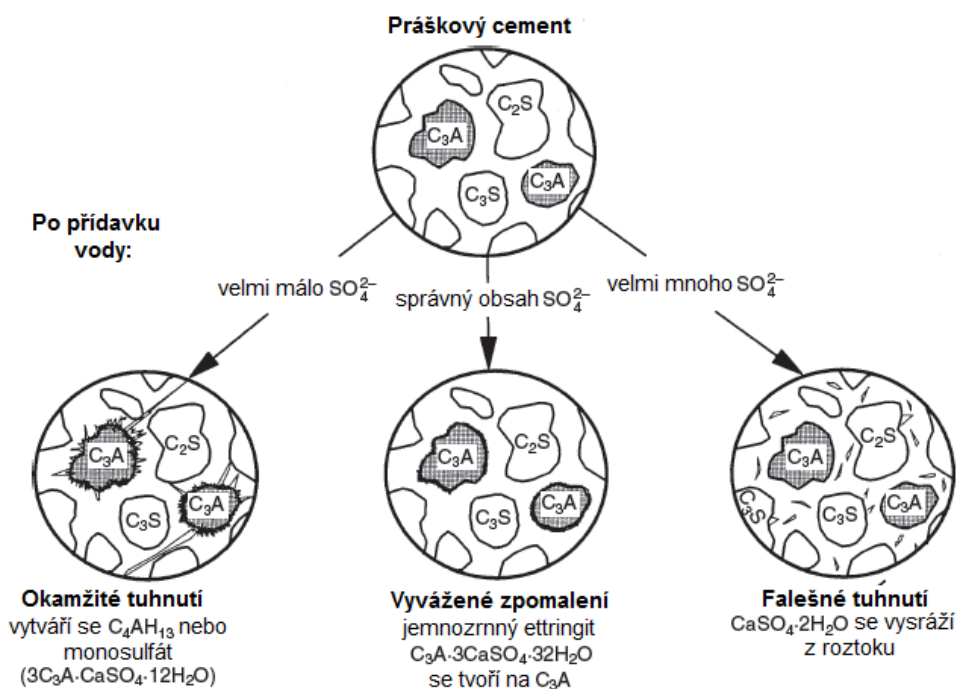 Práškový cement
C₂S
C₃A
C₃A
C₃S
Po přídavku
vody:
velmi málo SO₄²⁻
správný obsah SO₄²⁻
velmi mnoho SO₄²⁻
C₂S
C₃A
C₃A
C₃S
C₂S
C₃A
C₃A
C₃S
C₂S
C₃A
C₃A
C₃S
C₃S
Okamžité tuhnutí
vytváří se C₄AH₁₃ nebo
monosulfát
(3C₃A·CaSO₄·12H₂O)
Vyvážené zpomalení
jemnozrnný ettringit
C₃A·3CaSO₄·32H₂O
se tvoří na C₃A
Falešné tuhnutí
CaSO₄·2H₂O se vysráží
z roztoku